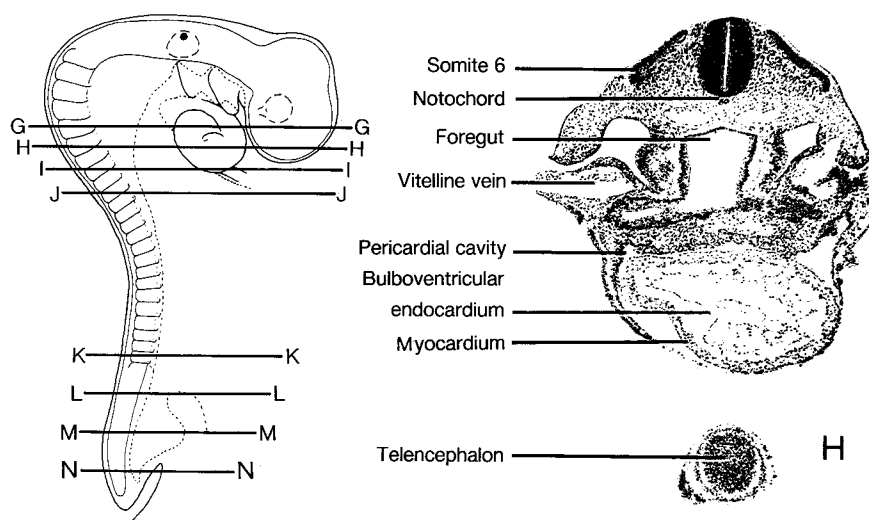 G G
H H
I I
J J
K K
L L
M M
N N
Somite 6
Notochord
Foregut
Vitelline vein
Pericardial cavity
Bulboventricular
endocardium
Myocardium
Telencephalon
H